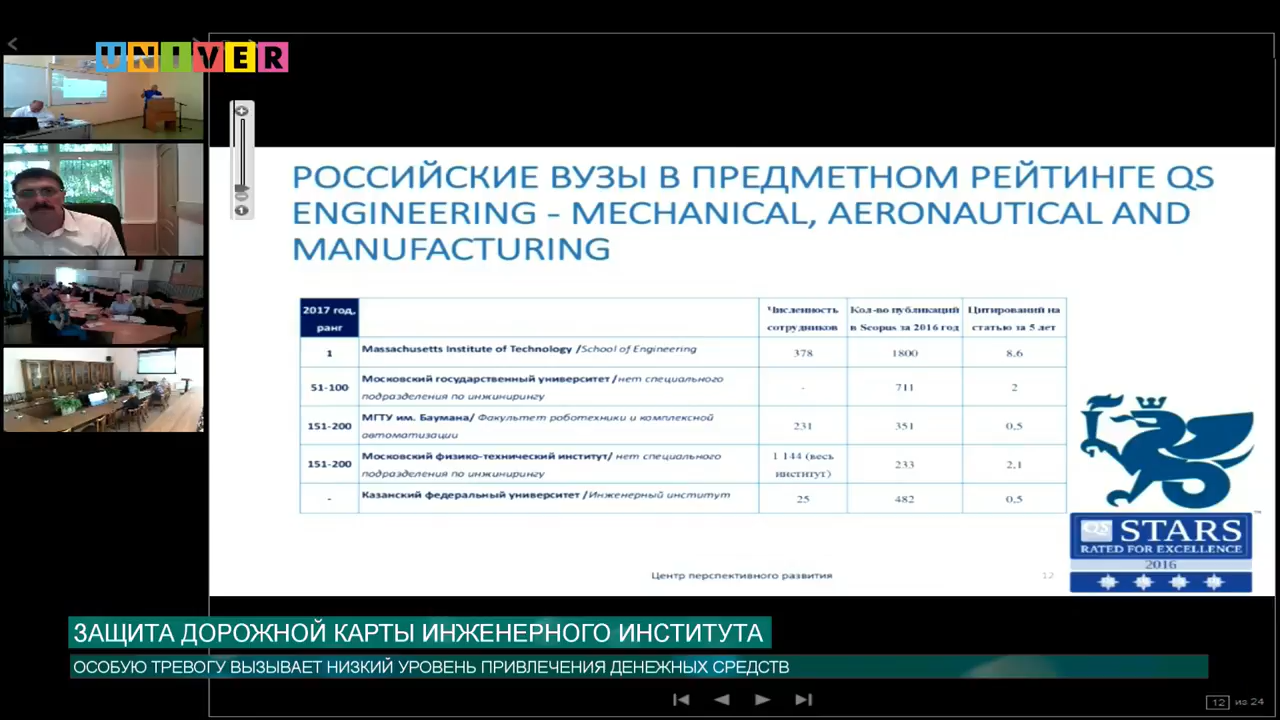 UNIVER
РОССИЙСКИЕ ВУЗЫ В ПРЕДМЕТНОМ РЕЙТИНГЕ QS
ENGINEERING - MECHANICAL, AERONAUTICAL AND
MANUFACTURING
2017 год, ранг Численность сотрудников Кол-во публикаций в Scopus за 2016 год Цитирований на статью за 5 лет
1 Massachusetts Institute of Technology /School of Engineering 378 1800 8.6
51-100 Московский государственный университет /нет специального подразделения по инжинирингу - 711 2
151-200 МГТУ им. Баумана/ Факультет роботехники и комплексной автоматизации 231 351 0,5
151-200 Московский физико-технический институт/ нет специального подразделения по инжинирингу 1 144 (весь институт) 233 2,1
- Казанский федеральный университет /Инженерный институт 25 482 0,5
QS STARS™
RATED FOR EXCELLENCE
2016
Центр перспективного развития 12
ЗАЩИТА ДОРОЖНОЙ КАРТЫ ИНЖЕНЕРНОГО ИНСТИТУТА
ОСОБУЮ ТРЕВОГУ ВЫЗЫВАЕТ НИЗКИЙ УРОВЕНЬ ПРИВЛЕЧЕНИЯ ДЕНЕЖНЫХ СРЕДСТВ
12 из 24